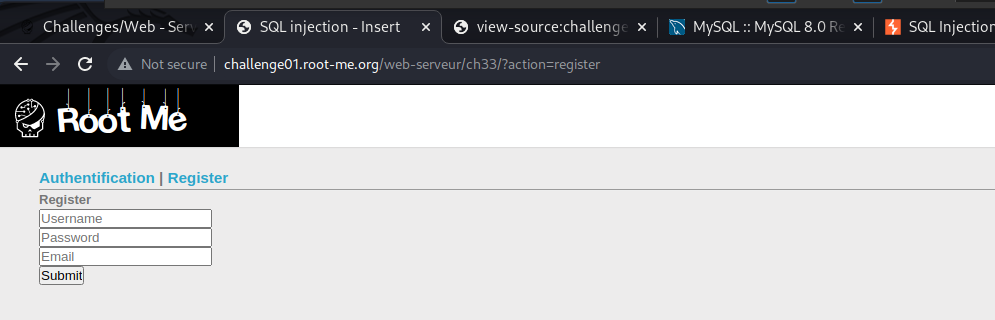 Challenges/Web - Serv
SQL injection - Insert
view-source:challenge
MySQL :: MySQL 8.0 Re
SQL Injection
Not secure
challenge01.root-me.org/web-serveur/ch33/?action=register
Root Me
Authentification | Register
Register
Username
Password
Email
Submit